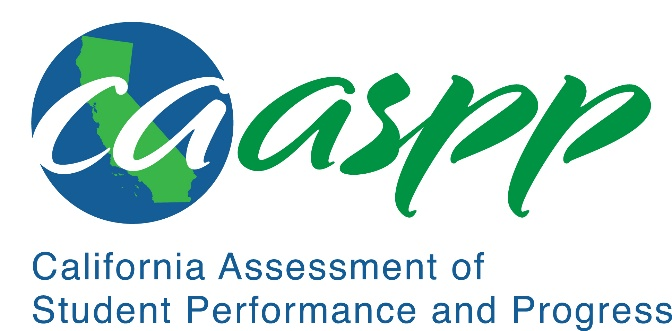 caaspp
California Assessment of
Student Performance and Progress